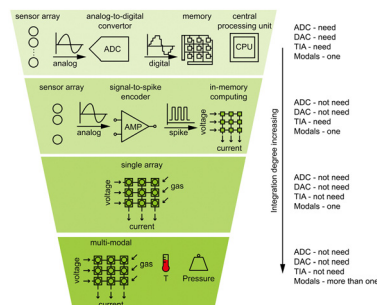 sensor array
analog-to-digital
convertor
memory
central
processing unit
ADC
CPU
analog
digital
ADC - need
DAC - need
TIA - need
Modals - one
sensor array
signal-to-spike
encoder
in-memory
computing
AMP
voltage
analog
spike
current
ADC - not need
DAC - not need
TIA - need
Modals - one
single array
voltage
gas
current
ADC - not need
DAC - not need
TIA - not need
Modals - one
multi-modal
voltage
gas
T
Pressure
current
ADC - not need
DAC - not need
TIA - not need
Modals - more than one
Integration degree increasing